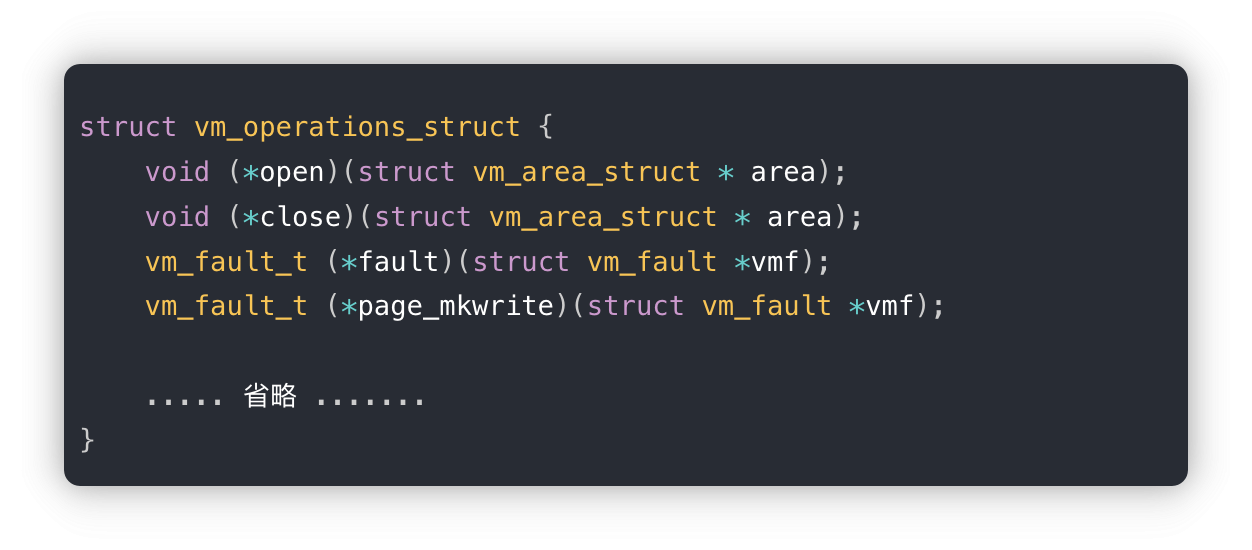 struct vm_operations_struct {
    void (*open)(struct vm_area_struct * area);
    void (*close)(struct vm_area_struct * area);
    vm_fault_t (*fault)(struct vm_fault *vmf);
    vm_fault_t (*page_mkwrite)(struct vm_fault *vmf);
    ..... 省略 .......
}